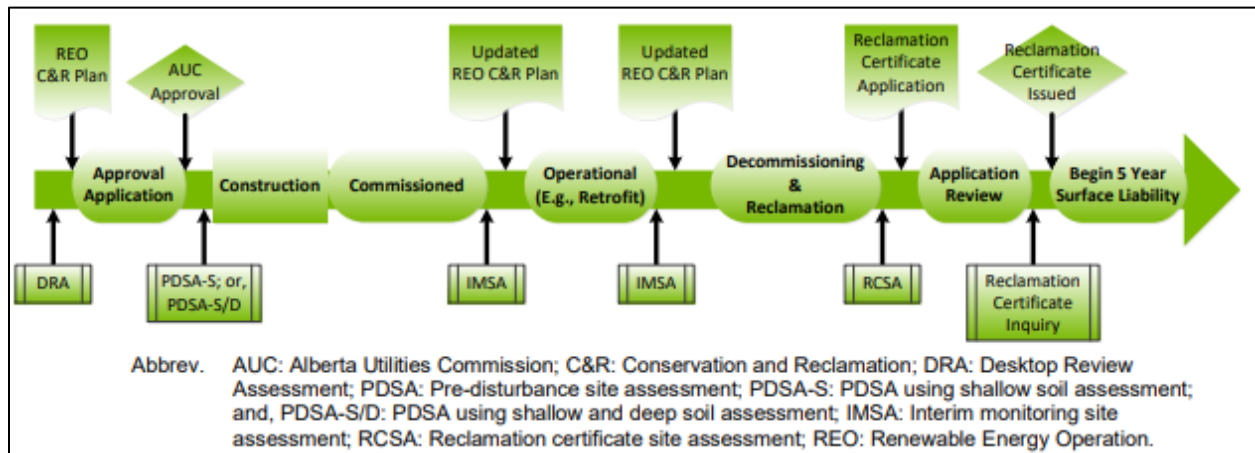 REO
C&R Plan
AUC
Approval
Updated
REO C&R Plan
Updated
REO C&R Plan
Reclamation
Certificate
Application
Reclamation
Certificate
Issued
Approval
Application
Construction
Commissioned
Operational
(E.g., Retrofit)
Decommissioning
&
Reclamation
Application
Review
Begin 5 Year
Surface Liability
DRA
PDSA-S; or,
PDSA-S/D
IMSA
IMSA
RCSA
Reclamation
Certificate
Inquiry
Abbrev. AUC: Alberta Utilities Commission; C&R: Conservation and Reclamation; DRA: Desktop Review
Assessment; PDSA: Pre-disturbance site assessment; PDSA-S: PDSA using shallow soil assessment;
and, PDSA-S/D: PDSA using shallow and deep soil assessment; IMSA: Interim monitoring site
assessment; RCSA: Reclamation certificate site assessment; REO: Renewable Energy Operation.